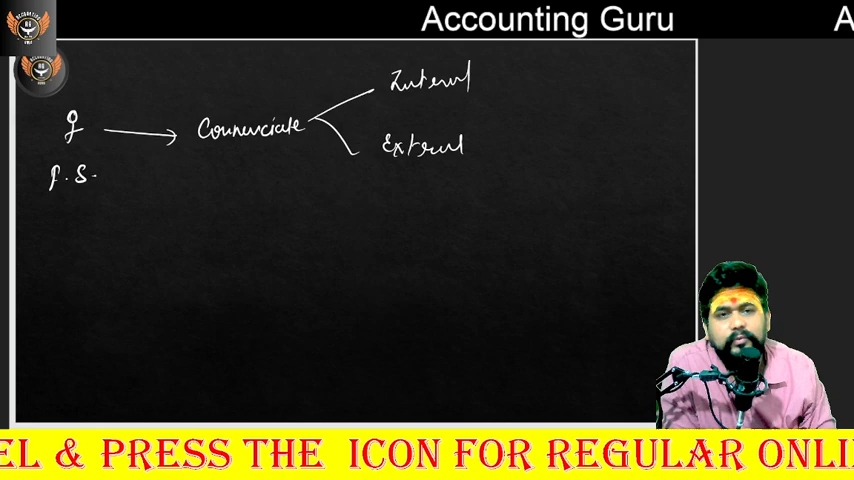 Accounting Guru A
Internal
Communicate
External
f.S.
EL & PRESS THE ICON FOR REGULAR ONLI